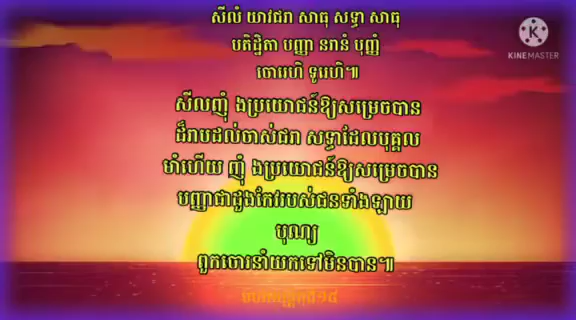 សីលំ យាវជរា សាធុ សទ្ធា សាធុ
បតិដ្ឋិតា បញ្ញា នរានំ បុញ្ញំ
ចោរេហិ ទូរេហិ៕
សីលញុំ ងប្រយោជន៍ឱ្យសម្រេចបាន
ដ៏រាបដល់ចាស់ជរា សទ្ធាដែលបុគ្គល
មាំហើយ ញុំ ងប្រយោជន៍ឱ្យសម្រេចបាន
បញ្ញាជាដួងកែវរបស់ជនទាំងឡាយ
បុណ្យ
ពួកចោរនាំយកទៅមិនបាន៕
KINEMASTER